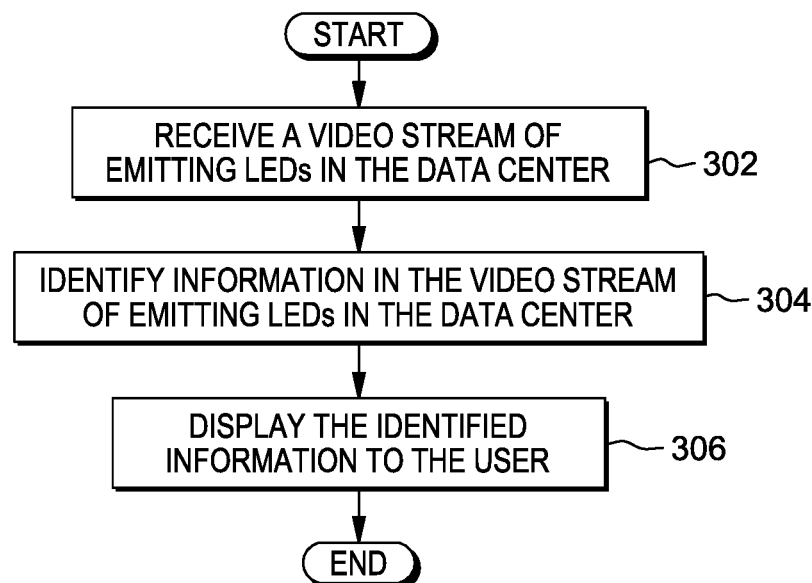 START
RECEIVE A VIDEO STREAM OF
EMITTING LEDs IN THE DATA CENTER
302
IDENTIFY INFORMATION IN THE VIDEO STREAM
OF EMITTING LEDs IN THE DATA CENTER
304
DISPLAY THE IDENTIFIED
INFORMATION TO THE USER
306
END